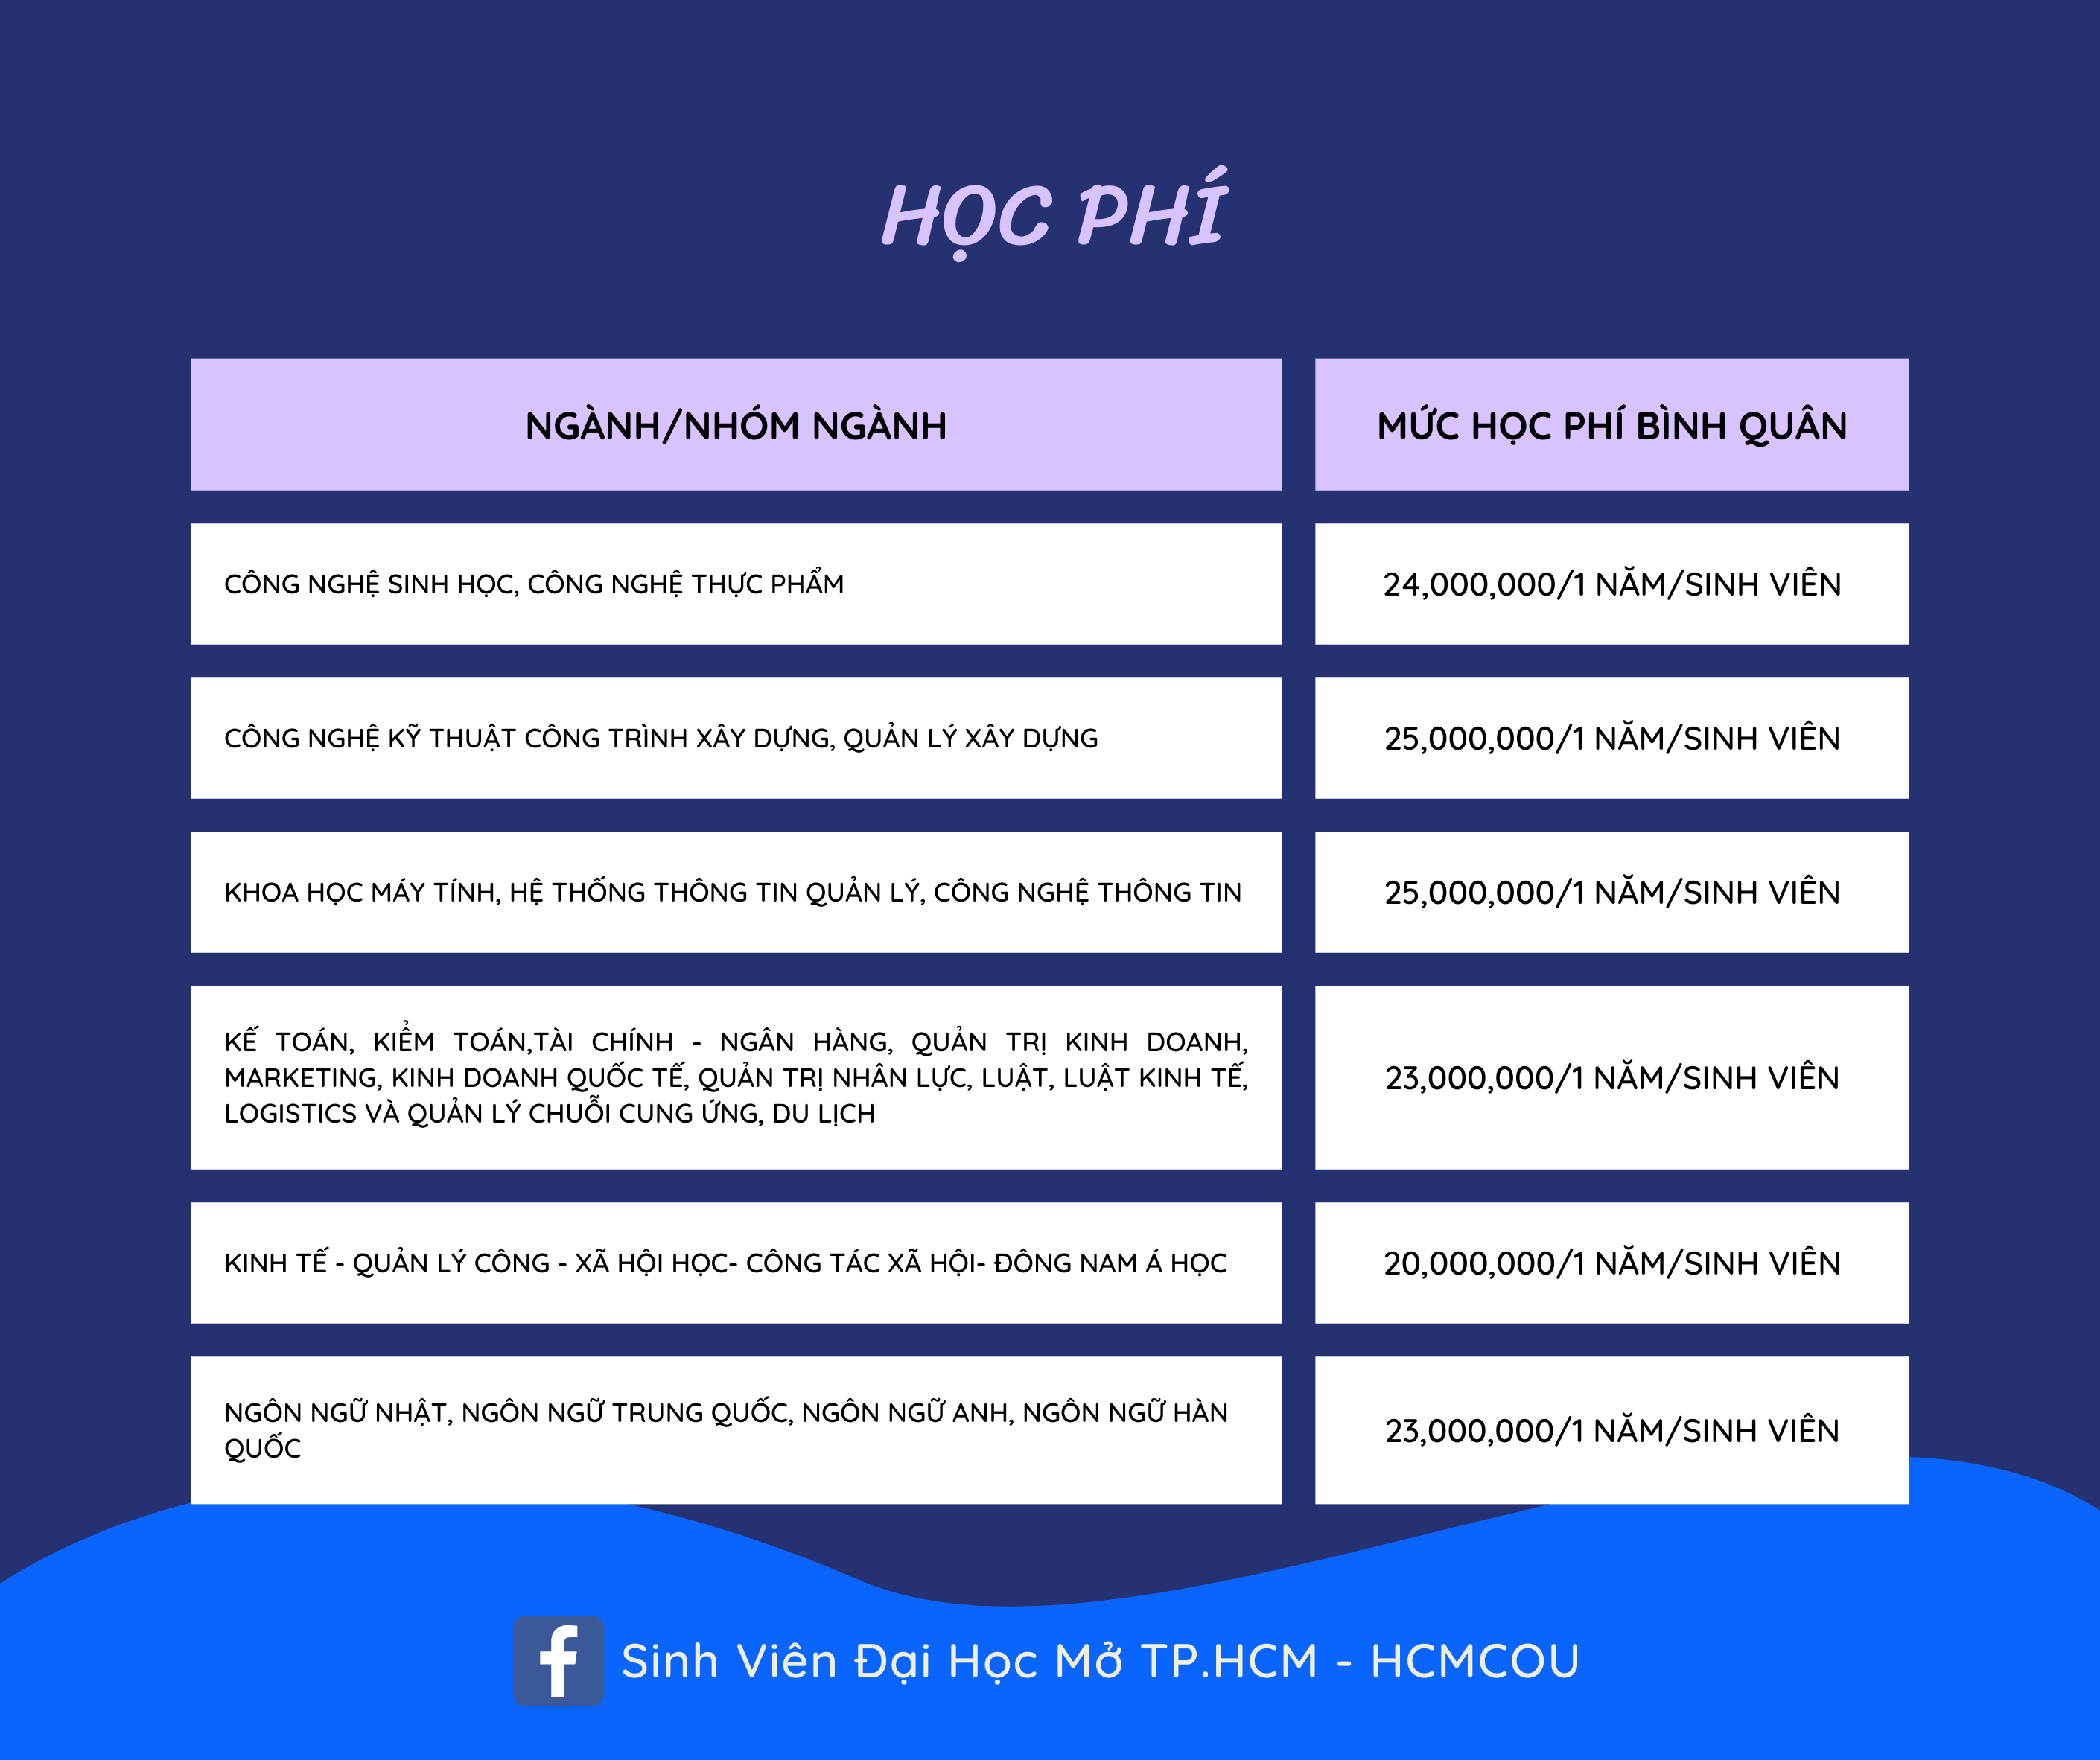 HỌC PHÍ
NGÀNH/NHÓM NGÀNH
MỨC HỌC PHÍ BÌNH QUÂN
CÔNG NGHỆ SINH HỌC, CÔNG NGHỆ THỰC PHẨM
24,000,000/1 NĂM/SINH VIÊN
CÔNG NGHỆ KỸ THUẬT CÔNG TRÌNH XÂY DỰNG, QUẢN LÝ XÂY DỰNG
25,000,000/1 NĂM/SINH VIÊN
KHOA HỌC MÁY TÍNH, HỆ THỐNG THÔNG TIN QUẢN LÝ, CÔNG NGHỆ THÔNG TIN
25,000,000/1 NĂM/SINH VIÊN
KẾ TOÁN, KIỂM TOÁN,TÀI CHÍNH - NGÂN HÀNG, QUẢN TRỊ KINH DOANH,
MARKETING, KINH DOANH QUỐC TẾ, QUẢN TRỊ NHÂN LỰC, LUẬT, LUẬT KINH TẾ,
LOGISTICS VÀ QUẢN LÝ CHUỖI CUNG ỨNG, DU LỊCH
23,000,000/1 NĂM/SINH VIÊN
KINH TẾ - QUẢN LÝ CÔNG - XÃ HỘI HỌC- CÔNG TÁC XÃ HỘI- ĐÔNG NAM Á HỌC
20,000,000/1 NĂM/SINH VIÊN
NGÔN NGỮ NHẬT, NGÔN NGỮ TRUNG QUỐC, NGÔN NGỮ ANH, NGÔN NGỮ HÀN
QUỐC
23,000,000/1 NĂM/SINH VIÊN
Sinh Viên Đại Học Mở TP.HCM - HCMCOU